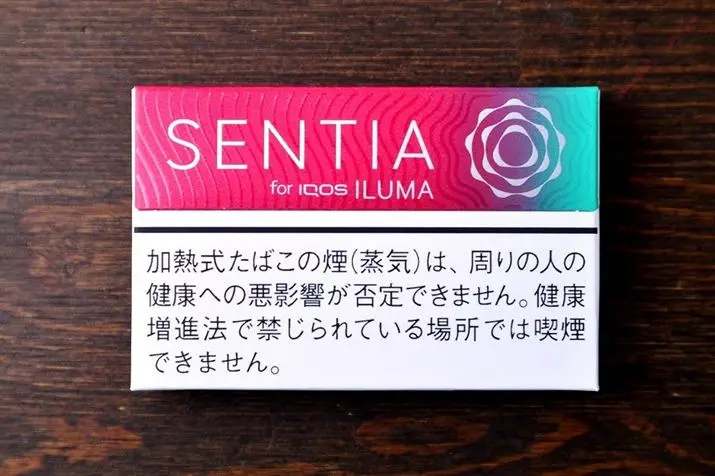 SENTIA
for IQOS ILUMA
加熱式たばこの煙(蒸気)は、周りの人の
健康への悪影響が否定できません。健康
増進法で禁じられている場所では喫煙
できません。